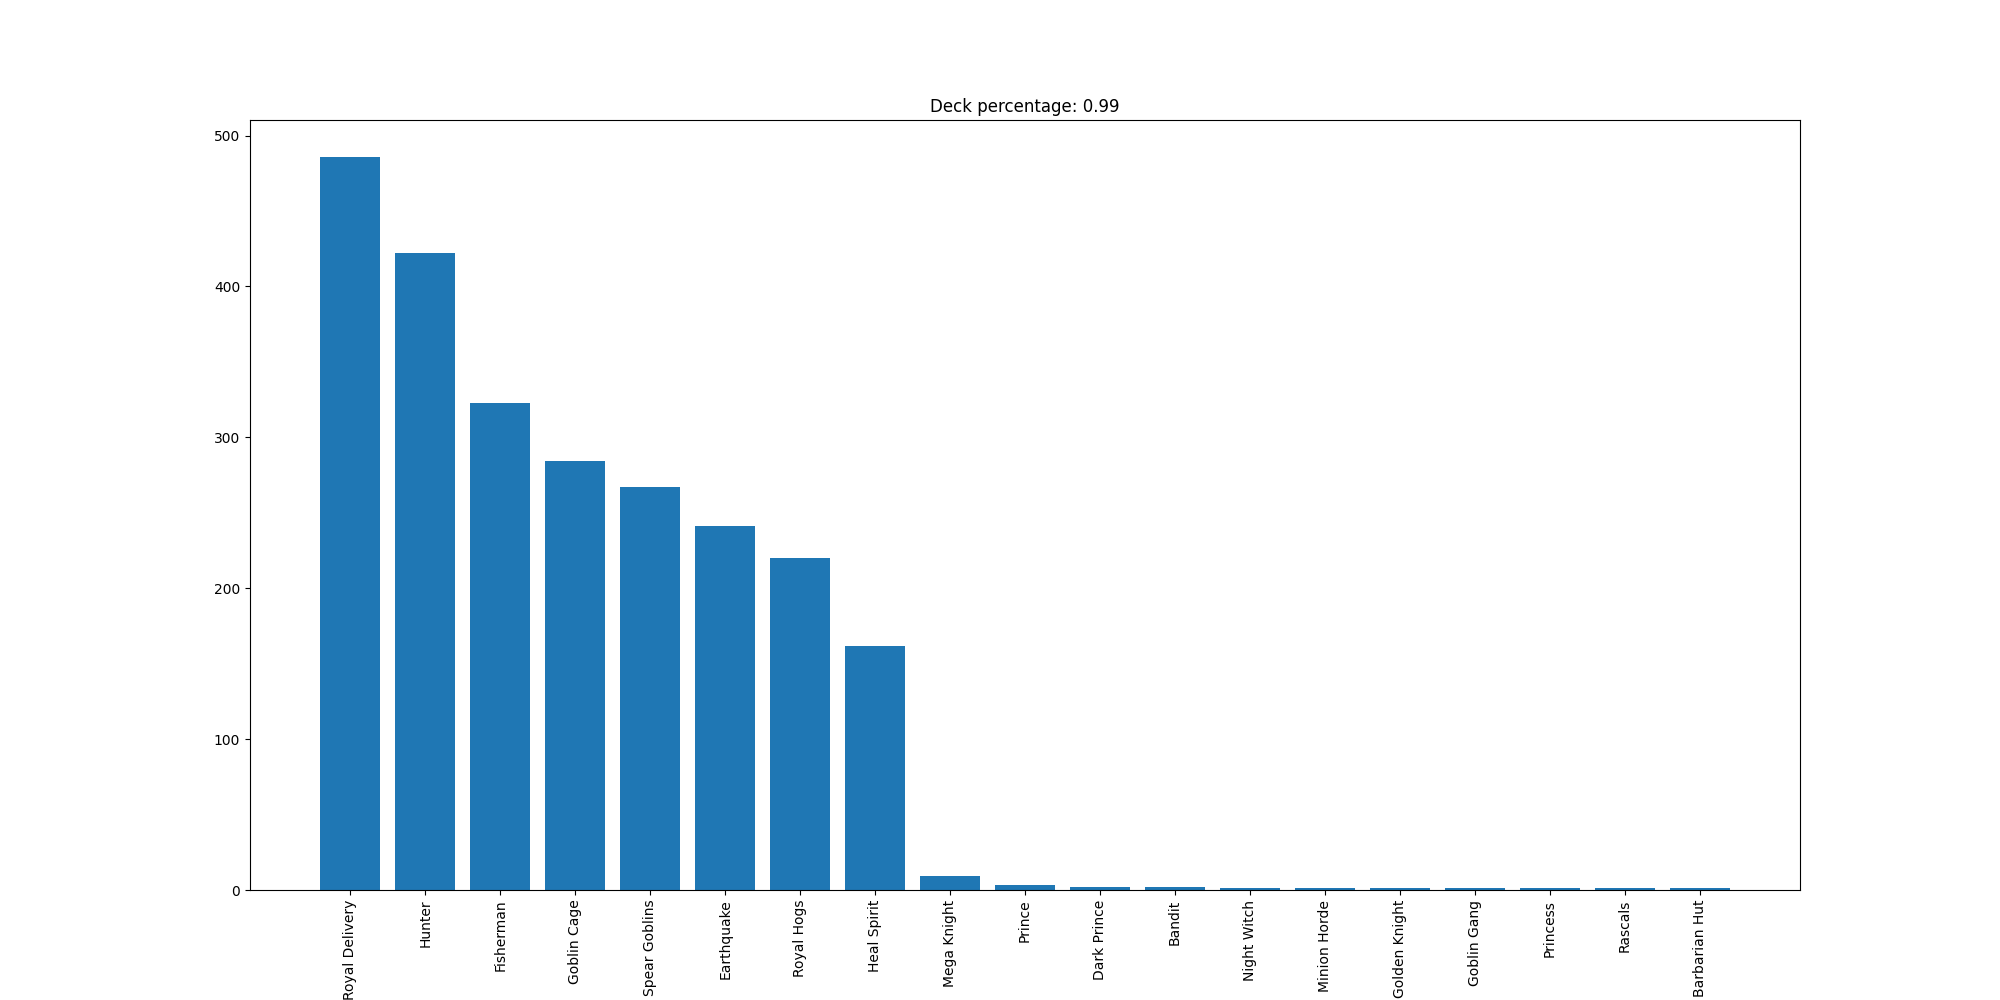 Deck percentage: 0.99
500
400
300
200
100
0
Royal Delivery
Hunter
Fisherman
Goblin Cage
Spear Goblins
Earthquake
Royal Hogs
Heal Spirit
Mega Knight
Prince
Dark Prince
Bandit
Night Witch
Minion Horde
Golden Knight
Goblin Gang
Princess
Rascals
Barbarian Hut